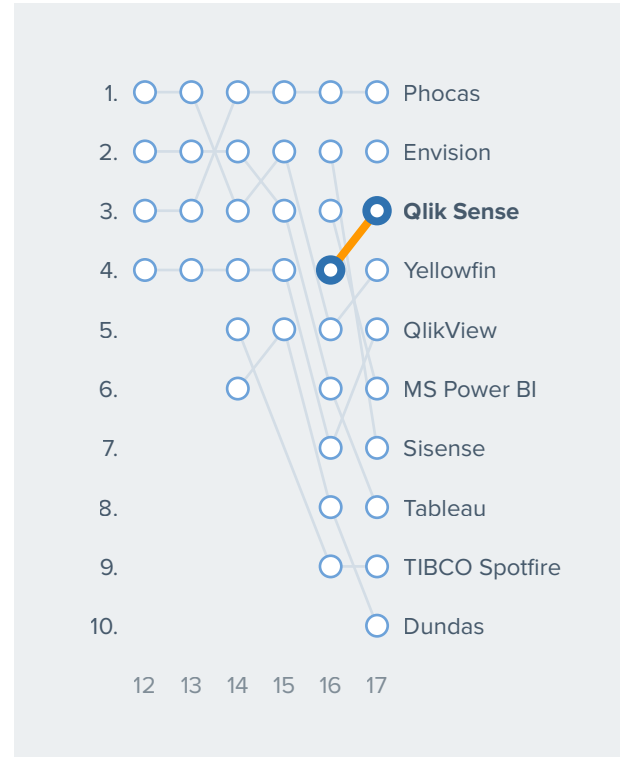 1. Phocas
2. Envision
3. Qlik Sense
4. Yellowfin
5. QlikView
6. MS Power BI
7. Sisense
8. Tableau
9. TIBCO Spotfire
10. Dundas
12 13 14 15 16 17